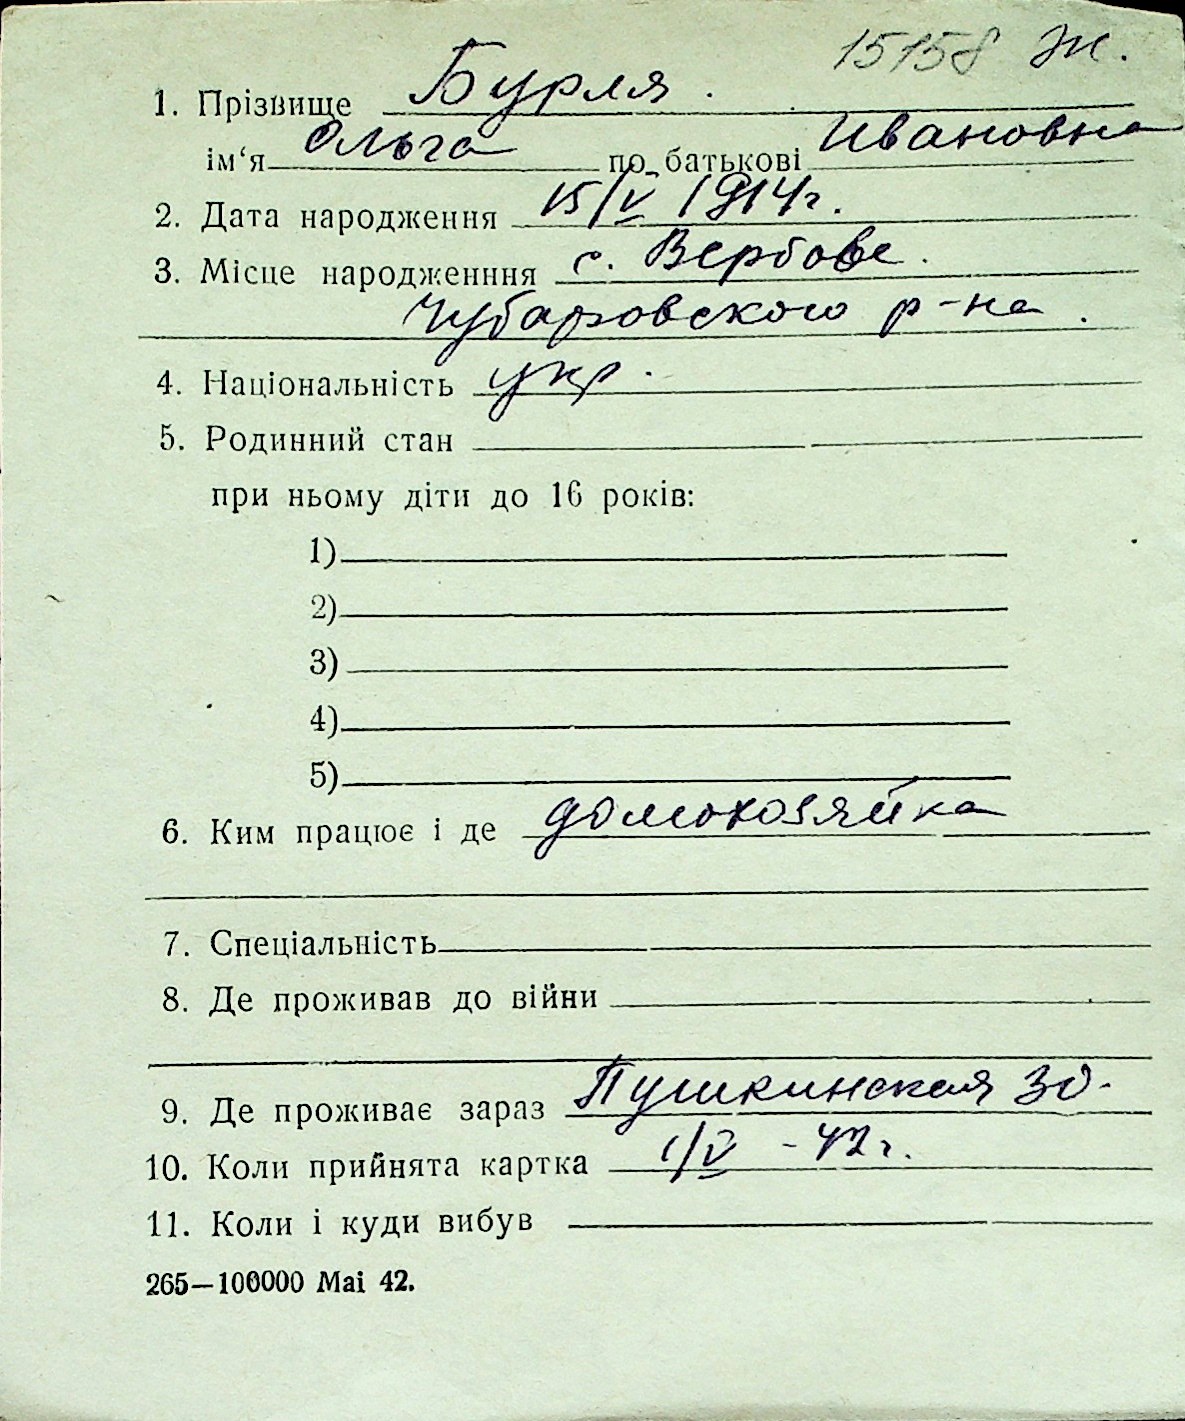 15158 Ж.
1. Прізвище Бурля.
ім‘я Ольга по батькові Ивановна
2. Дата народження 15/V 1914г.
3. Місце народженння с. Вербове.
Чубаровского р-на.
4. Національність укр.
5. Родинний стан
при ньому діти до 16 років:
1)
2)
3)
4)
5)
6. Ким працює і де домохозяйка
7. Спеціальність
8. Де проживав до війни
9. Де проживає зараз Пушкинская 30.
10. Коли прийнята картка 1/V -42г.
11. Коли і куди вибув
265—100000 Mai 42.